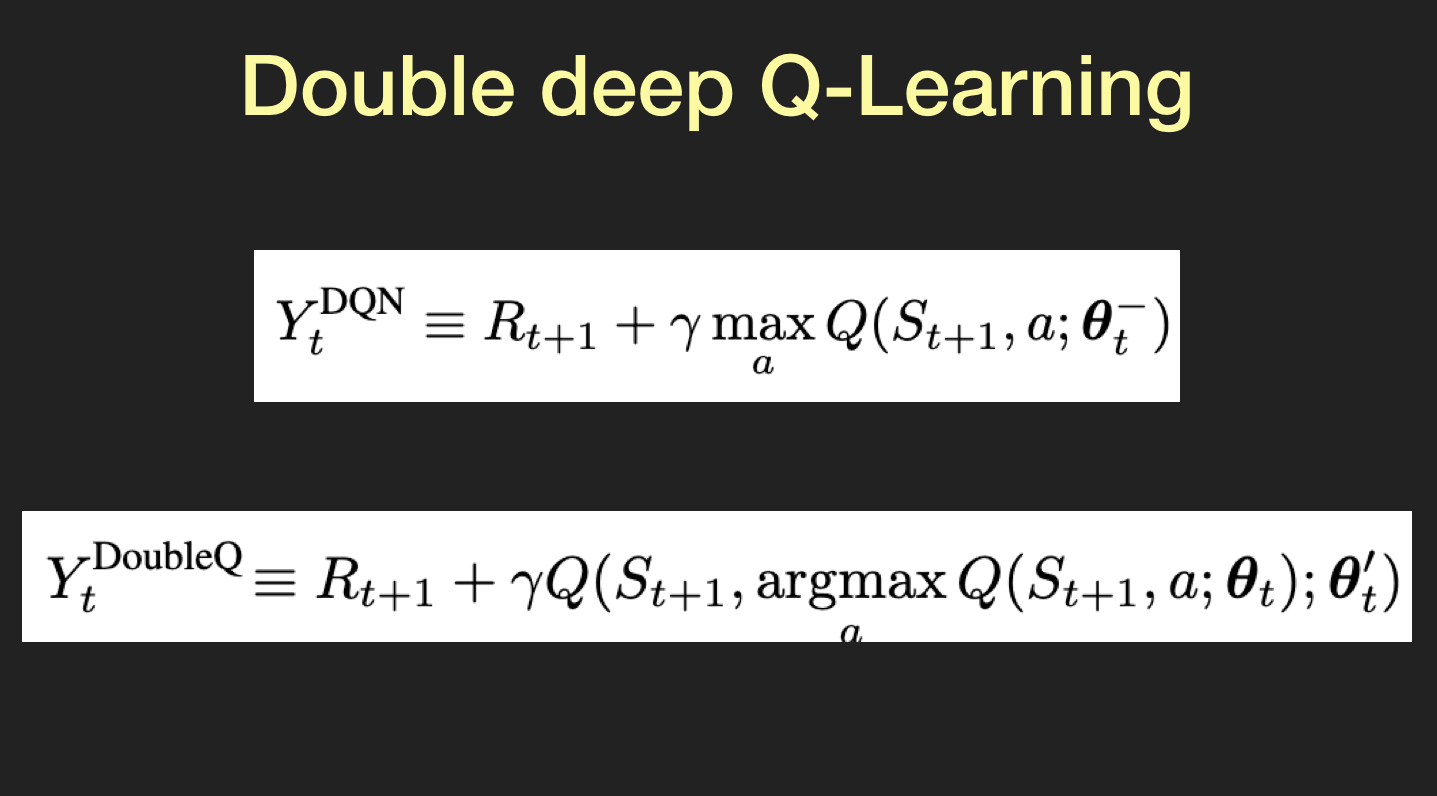 Double deep Q-Learning
$Y_t^{\text{DQN}} \equiv R_{t+1} + \gamma \max_a Q(S_{t+1}, a; \boldsymbol{\theta}_t^-)$
$Y_t^{\text{DoubleQ}} \equiv R_{t+1} + \gamma Q(S_{t+1}, \operatorname{argmax}_a Q(S_{t+1}, a; \boldsymbol{\theta}_t); \boldsymbol{\theta}'_t)$